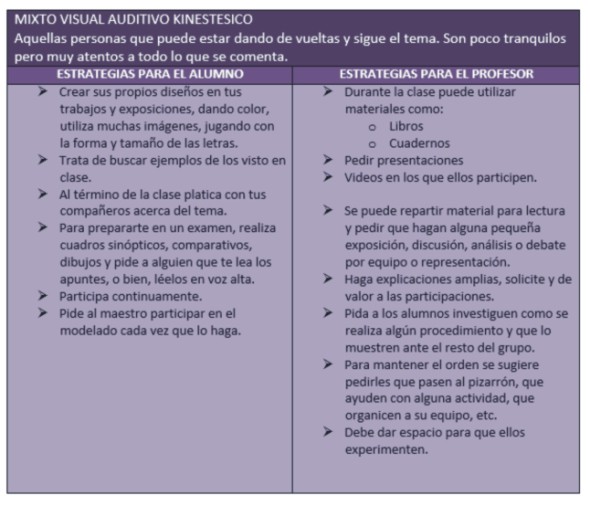 MIXTO VISUAL AUDITIVO KINESTESICO
Aquellas personas que puede estar dando de vueltas y sigue el tema. Son poco tranquilos
pero muy atentos a todo lo que se comenta.
ESTRATEGIAS PARA EL ALUMNO
➤ Crear sus propios diseños en tus
trabajos y exposiciones, dando color,
utiliza muchas imágenes, jugando con
la forma y tamaño de las letras.
➤ Trata de buscar ejemplos de los visto en
clase.
➤ Al término de la clase platica con tus
compañeros acerca del tema.
➤ Para prepararte en un examen, realiza
cuadros sinópticos, comparativos,
dibujos y pide a alguien que te lea los
apuntes, o bien, léelos en voz alta.
➤ Participa continuamente.
➤ Pide al maestro participar en el
modelado cada vez que lo haga.
ESTRATEGIAS PARA EL PROFESOR
➤ Durante la clase puede utilizar
materiales como:
o Libros
o Cuadernos
➤ Pedir presentaciones
➤ Videos en los que ellos participen.
➤ Se puede repartir material para lectura
y pedir que hagan alguna pequeña
exposición, discusión, análisis o debate
por equipo o representación.
➤ Haga explicaciones amplias, solicite y de
valor a las participaciones.
➤ Pida a los alumnos investiguen como se
realiza algún procedimiento y que lo
muestren ante el resto del grupo.
➤ Para mantener el orden se sugiere
pedirles que pasen al pizarrón, que
ayuden con alguna actividad, que
organicen a su equipo, etc.
➤ Debe dar espacio para que ellos
experimenten.